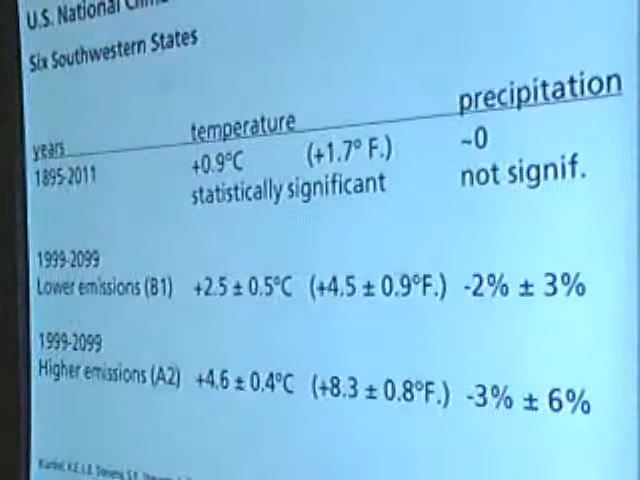 U.S. National
Six Southwestern States
years temperature precipitation
1895-2011 +0.9°C (+1.7° F.) ~0
statistically significant not signif.
1999-2099
Lower emissions (B1) +2.5 ± 0.5°C (+4.5 ± 0.9°F.) -2% ± 3%
1999-2099
Higher emissions (A2) +4.6 ± 0.4°C (+8.3 ± 0.8°F.) -3% ± 6%